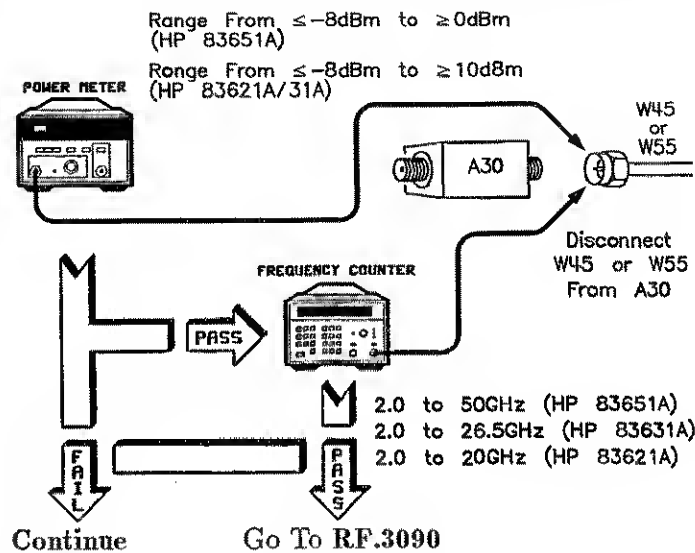 Range From ≤-8dBm to ≥0dBm
(HP 83651A)
Range From ≤-8dBm to ≥10dBm
(HP 83621A/31A)
POWER METER
W45
or
W55
A30
Disconnect
W45 or W55
From A30
FREQUENCY COUNTER
PASS
2.0 to 50GHz (HP 83651A)
2.0 to 26.5GHz (HP 83631A)
2.0 to 20GHz (HP 83621A)
FAIL
PASS
Continue
Go To RF.3090